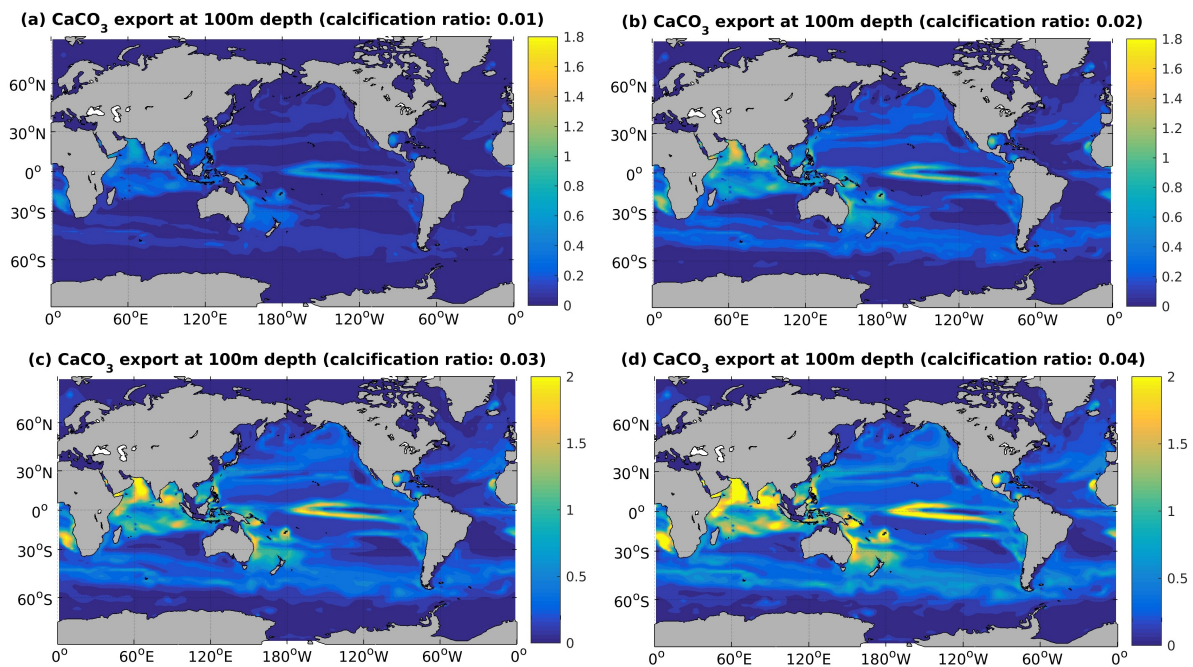 (a) CaCO3 export at 100m depth (calcification ratio: 0.01)
60°N
30°N
0°
30°S
60°S
0° 60°E 120°E 180°W 120°W 60°W 0°
1.8
1.6
1.4
1.2
1
0.8
0.6
0.4
0.2
0
(b) CaCO3 export at 100m depth (calcification ratio: 0.02)
60°N
30°N
0°
30°S
60°S
0° 60°E 120°E 180°W 120°W 60°W 0°
1.8
1.6
1.4
1.2
1
0.8
0.6
0.4
0.2
0
(c) CaCO3 export at 100m depth (calcification ratio: 0.03)
60°N
30°N
0°
30°S
60°S
0° 60°E 120°E 180°W 120°W 60°W 0°
2
1.5
1
0.5
0
(d) CaCO3 export at 100m depth (calcification ratio: 0.04)
60°N
30°N
0°
30°S
60°S
0° 60°E 120°E 180°W 120°W 60°W 0°
2
1.5
1
0.5
0